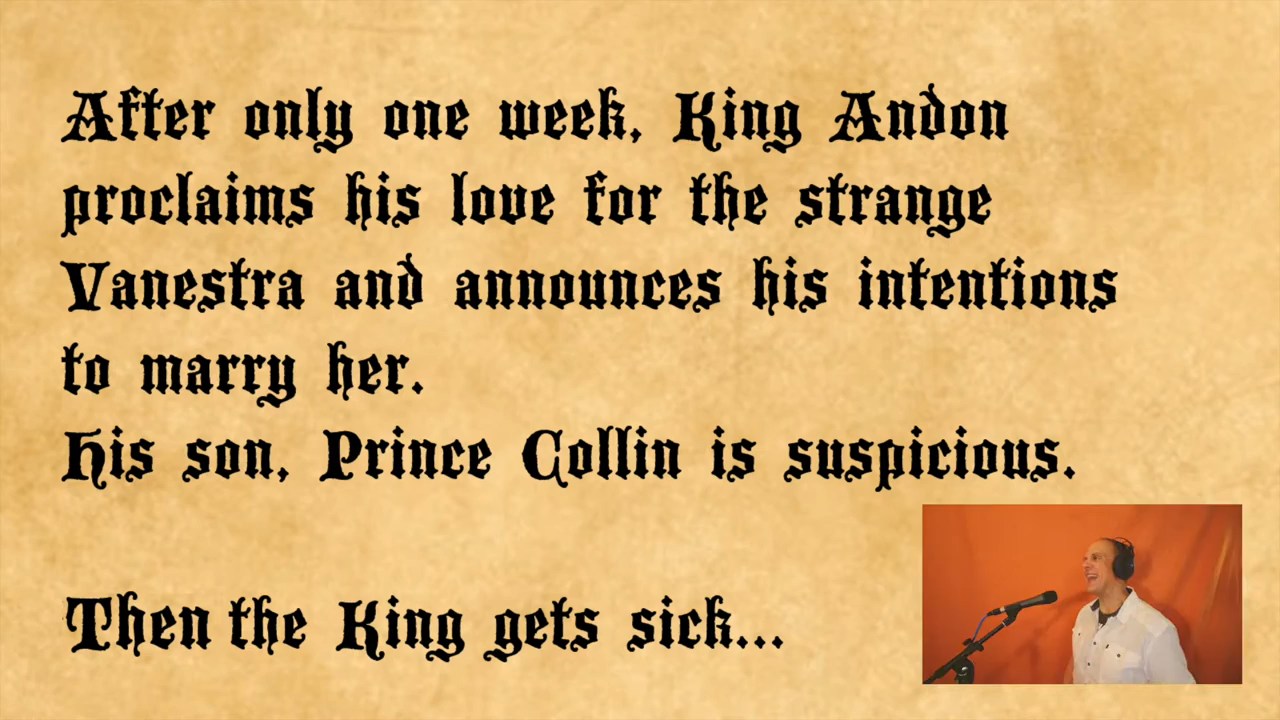 After only one week, King Andon
proclaims his love for the strange
Vanestra and announces his intentions
to marry her.
His son, Prince Collin is suspicious.
Then the King gets sick...